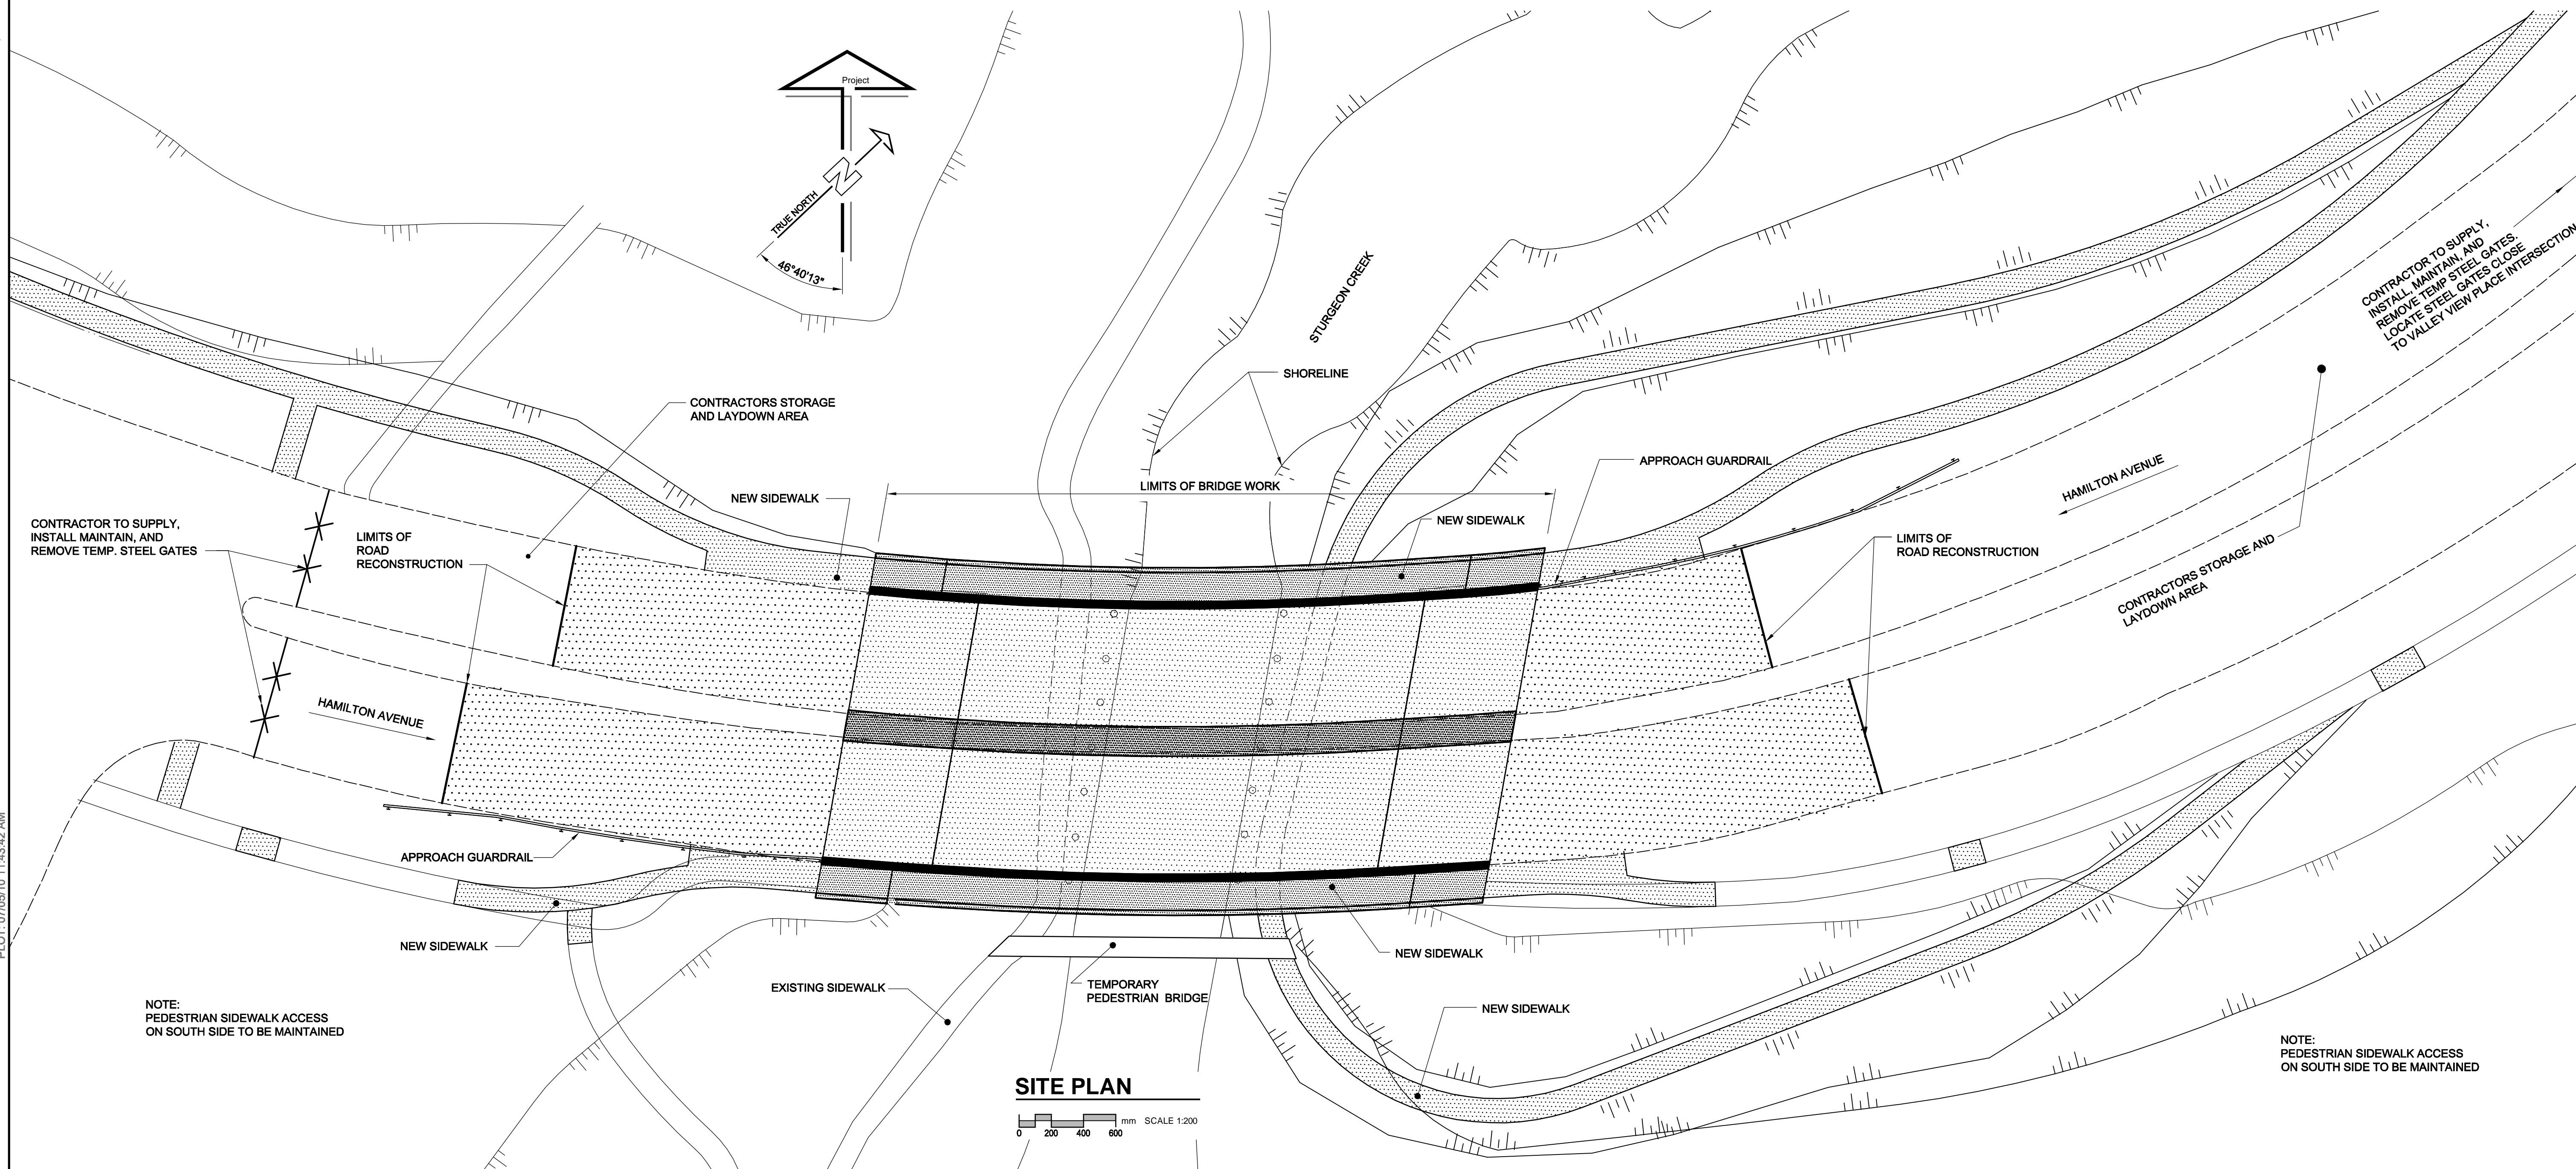 Project
TRUE NORTH
N
46°40'13"
STURGEON CREEK
SHORELINE
CONTRACTOR TO SUPPLY,
INSTALL, MAINTAIN, AND
REMOVE TEMP STEEL GATES.
LOCATE STEEL GATES CLOSE
TO VALLEY VIEW PLACE INTERSECTION
CONTRACTORS STORAGE
AND LAYDOWN AREA
APPROACH GUARDRAIL
LIMITS OF BRIDGE WORK
NEW SIDEWALK
NEW SIDEWALK
HAMILTON AVENUE
CONTRACTOR TO SUPPLY,
INSTALL MAINTAIN, AND
REMOVE TEMP. STEEL GATES
LIMITS OF
ROAD
RECONSTRUCTION
LIMITS OF
ROAD RECONSTRUCTION
CONTRACTORS STORAGE AND
LAYDOWN AREA
HAMILTON AVENUE
APPROACH GUARDRAIL
NEW SIDEWALK
NEW SIDEWALK
EXISTING SIDEWALK
TEMPORARY
PEDESTRIAN BRIDGE
NEW SIDEWALK
NOTE:
PEDESTRIAN SIDEWALK ACCESS
ON SOUTH SIDE TO BE MAINTAINED
NOTE:
PEDESTRIAN SIDEWALK ACCESS
ON SOUTH SIDE TO BE MAINTAINED
SITE PLAN
mm SCALE 1:200
0 200 400 600